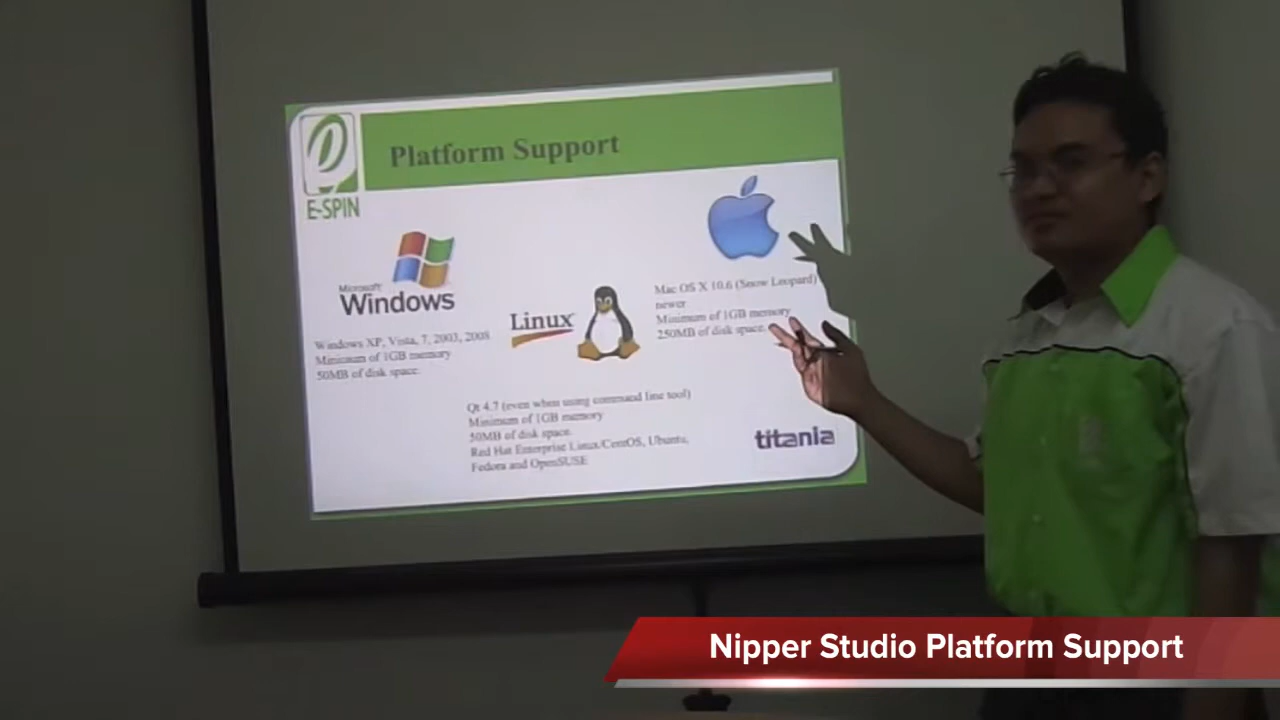 Platform Support
E-SPIN
Microsoft
Windows
Windows XP, Vista, 7, 2003, 2008
Minimum of 1GB memory
50MB of disk space.
Linux
Mac OS X 10.6 (Snow Leopard)
newer
Minimum of 1GB memory
250MB of disk space.
Qt 4.7 (even when using command line tool)
Minimum of 1GB memory
50MB of disk space.
Red Hat Enterprise Linux/CentOS, Ubuntu,
Fedora and OpenSUSE
titania
Nipper Studio Platform Support